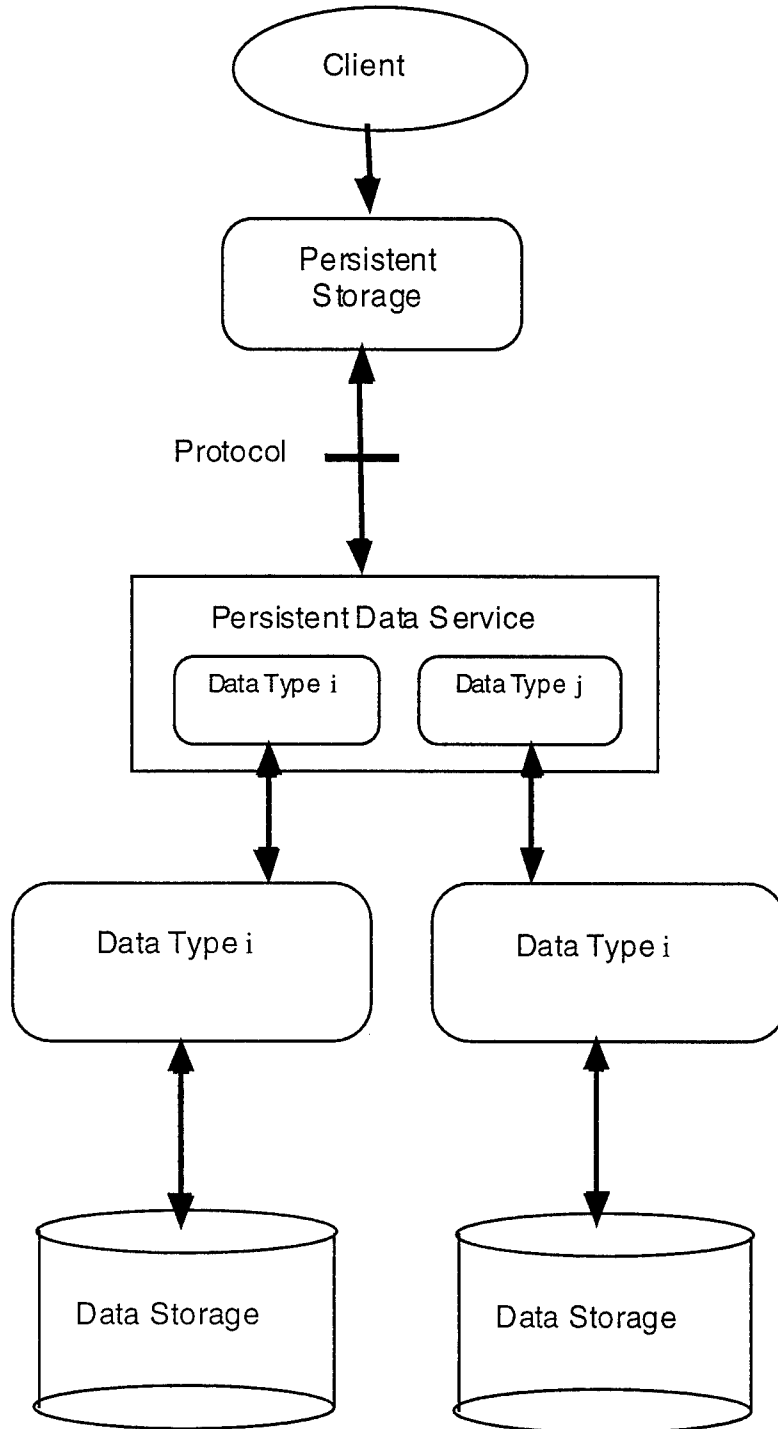 Client
Persistent
Storage
Protocol
Persistent Data Service
Data Type i
Data Type j
Data Type i
Data Type i
Data Storage
Data Storage